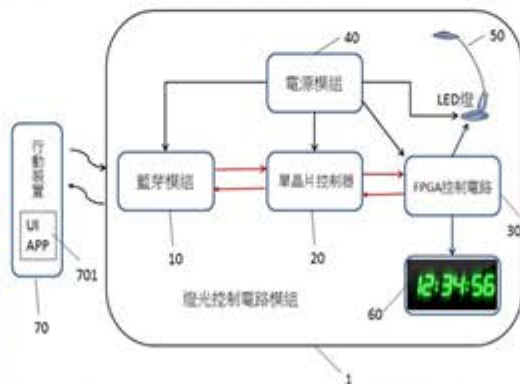 40
50
電源模組
LED燈
行動裝置
藍芽模組
單晶片控制器
FPGA控制電路
UI
APP
10
20
30
701
70
燈光控制電路模組
12:34:56
60
1